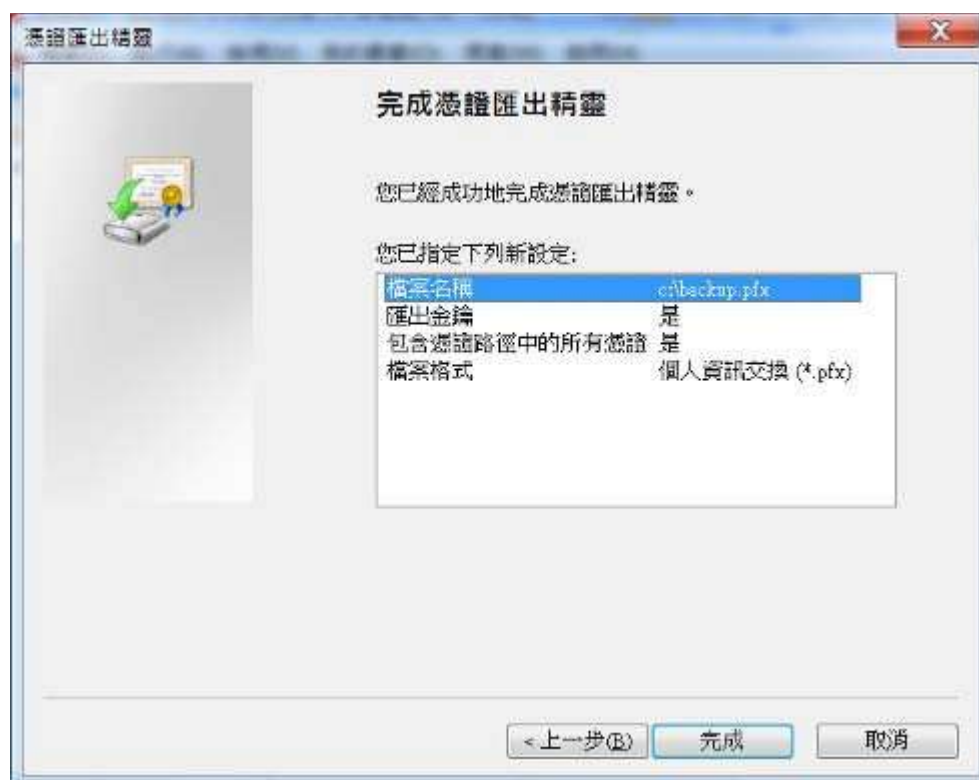 憑證匯出精靈
完成憑證匯出精靈
您已經成功地完成憑證匯出精靈。
您已指定下列新設定:
檔案名稱 c:\backup.pfx
匯出金鑰 是
包含憑證路徑中的所有憑證 是
檔案格式 個人資訊交換 (*.pfx)
<上一步(B) 完成 取消